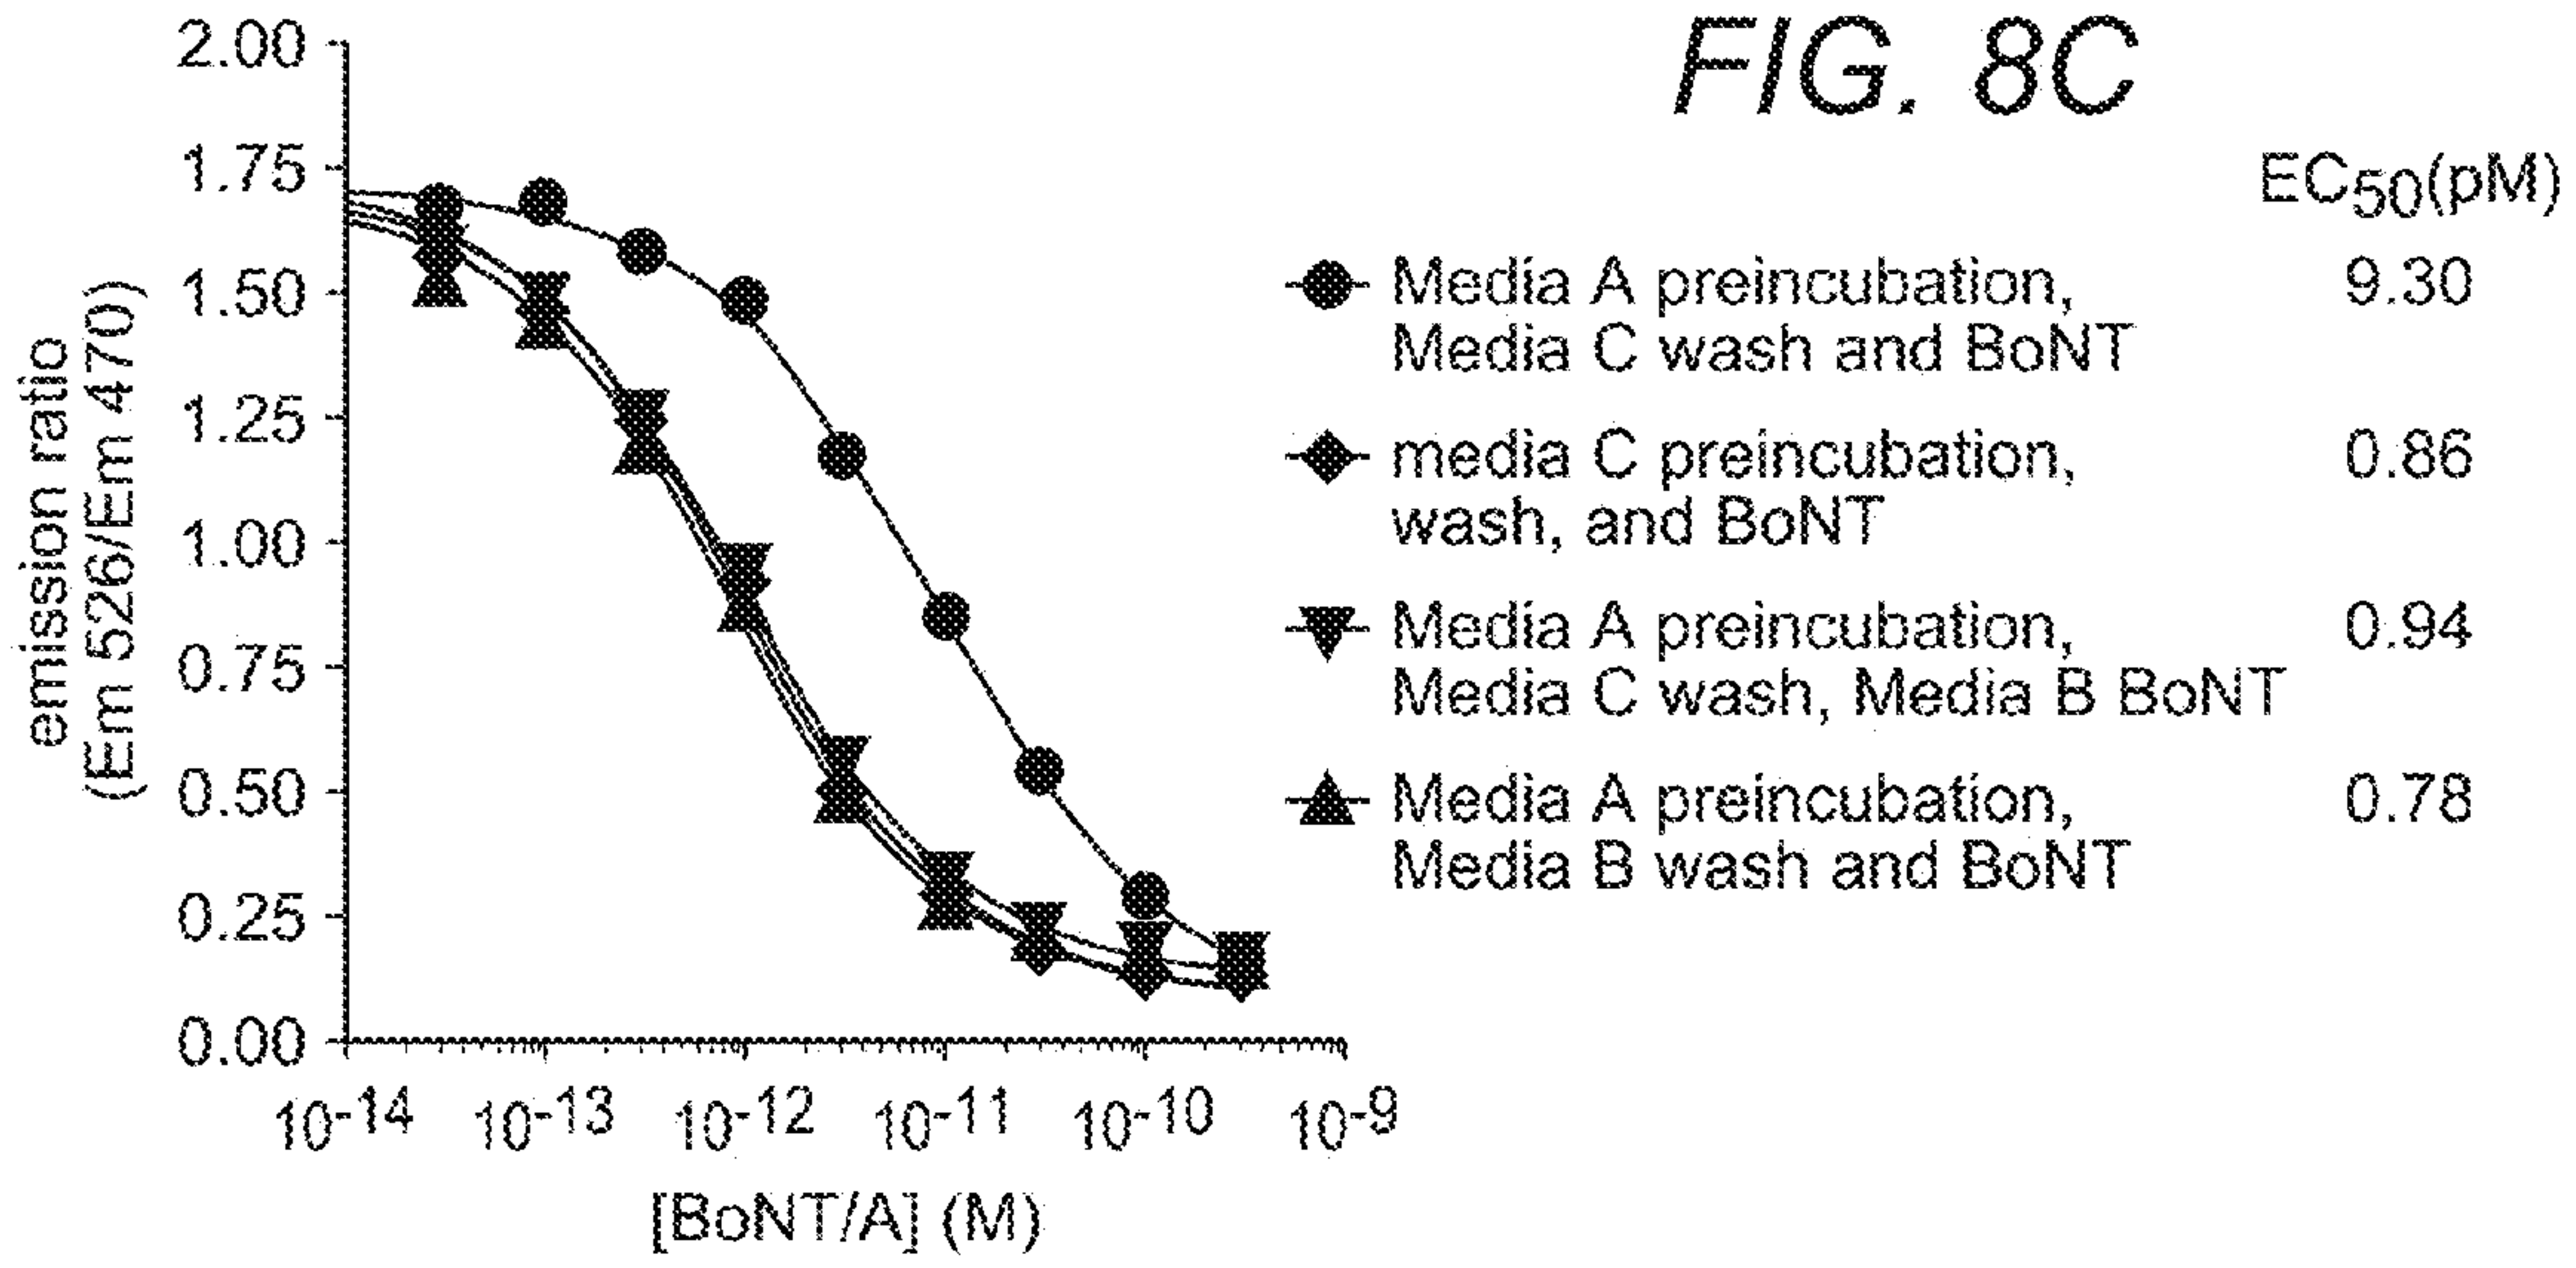 FIG. 8C
emission ratio
(Em 526/Em 470)
2.00
1.75
1.50
1.25
1.00
0.75
0.50
0.25
0.00
10-14 10-13 10-12 10-11 10-10 10-9
[BoNT/A] (M)
EC50(pM)
Media A preincubation, 9.30
Media C wash and BoNT
media C preincubation, 0.86
wash, and BoNT
Media A preincubation, 0.94
Media C wash, Media B BoNT
Media A preincubation, 0.78
Media B wash and BoNT